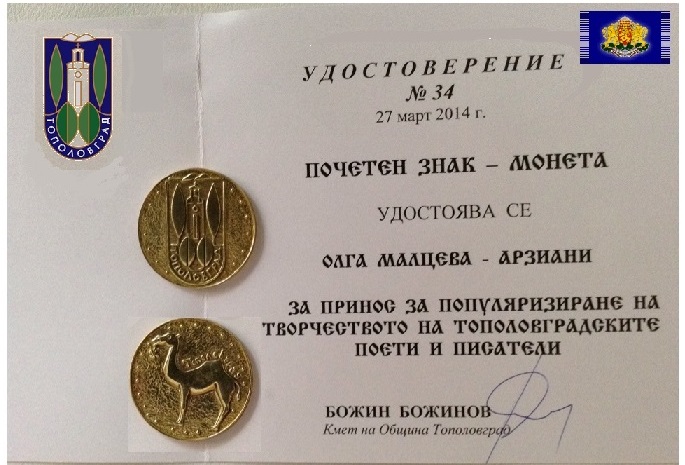 ТОПОЛОВГРАД
УДОСТОВЕРЕНИЕ
№ 34
27 март 2014 г.
ПОЧЕТЕН ЗНАК – МОНЕТА
УДОСТОЯВА СЕ
ОЛГА МАЛЦЕВА - АРЗИАНИ
ЗА ПРИНОС ЗА ПОПУЛЯРИЗИРАНЕ НА
ТВОРЧЕСТВОТО НА ТОПОЛОВГРАДСКИТЕ
ПОЕТИ И ПИСАТЕЛИ
БОЖИН БОЖИНОВ
Кмет на Община Тополовград
ТОПОЛОВГРАД